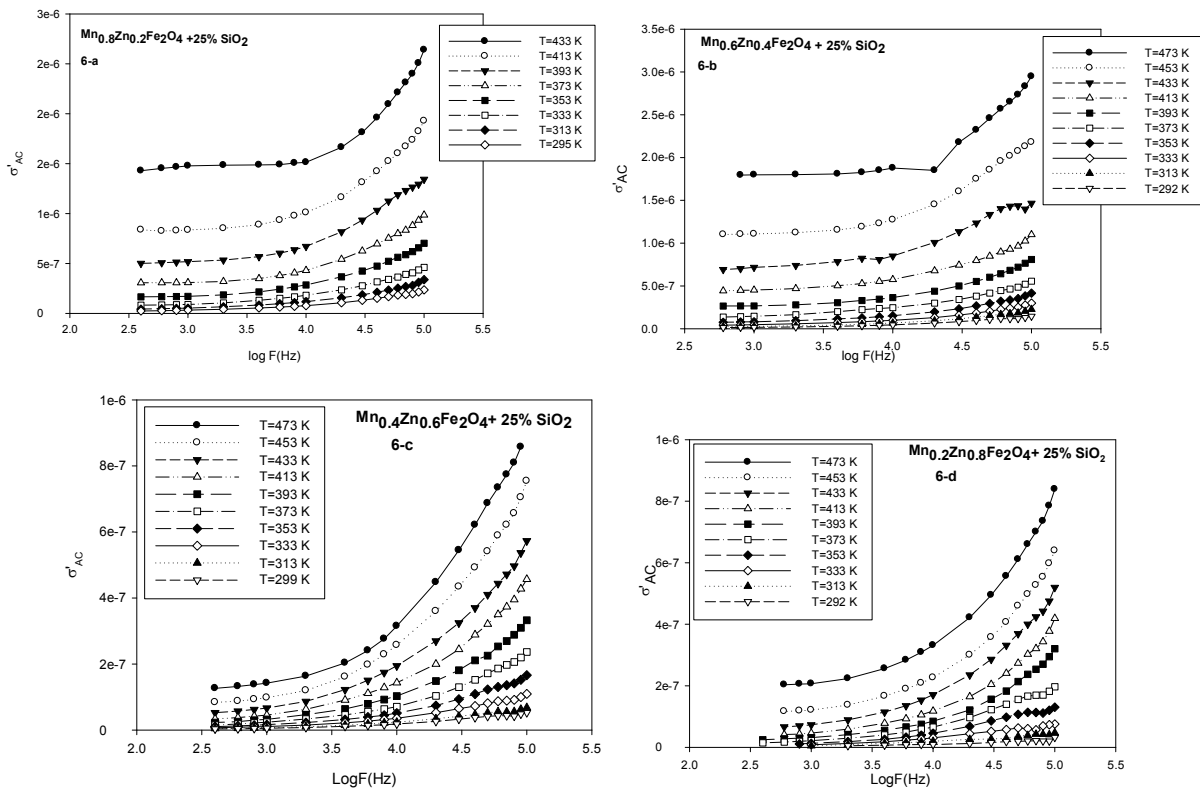 Mn0.8Zn0.2Fe2O4 +25% SiO2
6-a
3e-6
2e-6
2e-6
2e-6
1e-6
5e-7
0
2.0 2.5 3.0 3.5 4.0 4.5 5.0 5.5
log F(Hz)
σ'AC
T=433 K
T=413 K
T=393 K
T=373 K
T=353 K
T=333 K
T=313 K
T=295 K
Mn0.6Zn0.4Fe2O4 + 25% SiO2
6-b
3.5e-6
3.0e-6
2.5e-6
2.0e-6
1.5e-6
1.0e-6
5.0e-7
0.0
2.5 3.0 3.5 4.0 4.5 5.0 5.5
log F(Hz)
σ'AC
T=473 K
T=453 K
T=433 K
T=413 K
T=393 K
T=373 K
T=353 K
T=333 K
T=313 K
T=292 K
Mn0.4Zn0.6Fe2O4+ 25% SiO2
6-c
1e-6
8e-7
6e-7
4e-7
2e-7
0
2.0 2.5 3.0 3.5 4.0 4.5 5.0 5.5
LogF(Hz)
σ'AC
T=473 K
T=453 K
T=433 K
T=413 K
T=393 K
T=373 K
T=353 K
T=333 K
T=313 K
T=299 K
Mn0.2Zn0.8Fe2O4+ 25% SiO2
6-d
1e-6
8e-7
6e-7
4e-7
2e-7
0
2.0 2.5 3.0 3.5 4.0 4.5 5.0 5.5
LogF(Hz)
σ'AC
T=473 K
T=453 K
T=433 K
T=413 K
T=393 K
T=373 K
T=353 K
T=333 K
T=313 K
T=292 K